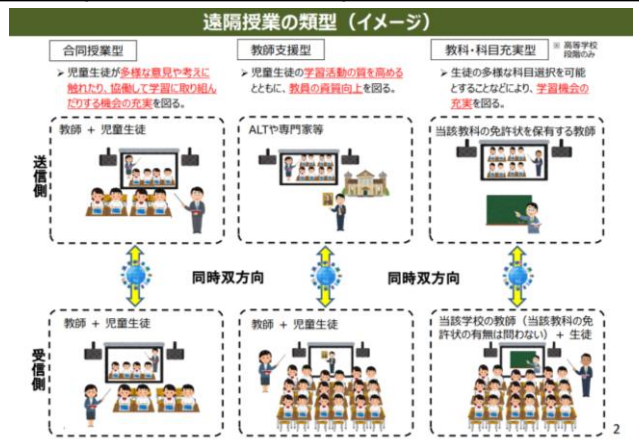 遠隔授業の類型（イメージ）
合同授業型
教師支援型
教科・科目充実型
※ 高等学校
段階のみ
➢ 児童生徒が多様な意見や考えに
触れたり、協働して学習に取り組ん
だりする機会の充実を図る。
➢ 児童生徒の学習活動の質を高める
とともに、教員の資質向上を図る。
➢ 生徒の多様な科目選択を可能
とすることなどにより、学習機会の
充実を図る。
送信側
教師 + 児童生徒
ALTや専門家等
当該教科の免許状を保有する教師
同時双方向
同時双方向
受信側
教師 + 児童生徒
教師 + 児童生徒
当該学校の教師（当該教科の免
許状の有無は問わない）+ 生徒
2